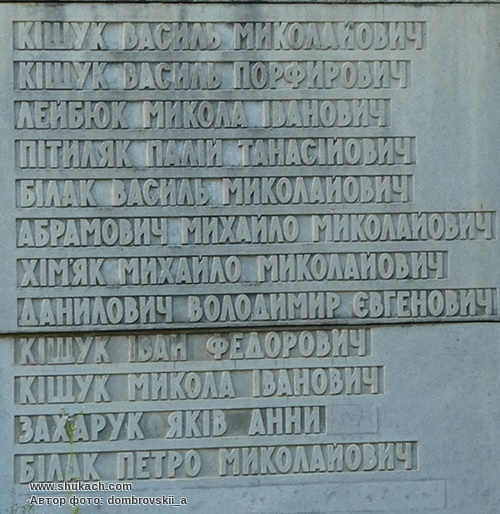 КІЩУК ВАСИЛЬ МИКОЛАЙОВИЧ
КІЩУК ВАСИЛЬ ПОРФИРОВИЧ
ЛЕЙБЮК МИКОЛА ІВАНОВИЧ
ПІТИЛЯК ПАЛІЙ ТАНАСІЙОВИЧ
БІЛАК ВАСИЛЬ МИКОЛАЙОВИЧ
АБРАМОВИЧ МИХАЙЛО МИКОЛАЙОВИЧ
ХІМ'ЯК МИХАЙЛО МИКОЛАЙОВИЧ
ДАНИЛОВИЧ ВОЛОДИМИР ЄВГЕНОВИЧ
КІЩУК ІВАН ФЕДОРОВИЧ
КІЩУК МИКОЛА ІВАНОВИЧ
ЗАХАРУК ЯКІВ АННИ
БІЛАК ПЕТРО МИКОЛАЙОВИЧ
www.shukach.com
Автор фото: dombrovskii_a